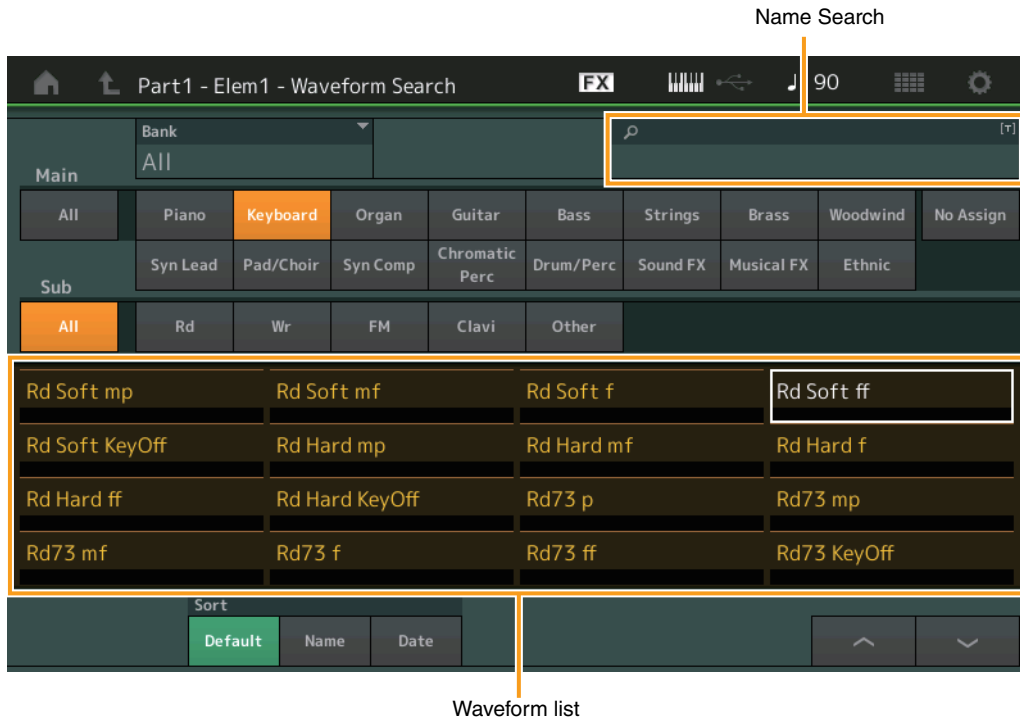 Name Search
Part1 - Elem1 - Waveform Search FX ♩ 90
Bank [T]
All
Main
All Piano Keyboard Organ Guitar Bass Strings Brass Woodwind No Assign
Syn Lead Pad/Choir Syn Comp Chromatic Perc Drum/Perc Sound FX Musical FX Ethnic
Sub
All Rd Wr FM Clavi Other
Rd Soft mp Rd Soft mf Rd Soft f Rd Soft ff
Rd Soft KeyOff Rd Hard mp Rd Hard mf Rd Hard f
Rd Hard ff Rd Hard KeyOff Rd73 p Rd73 mp
Rd73 mf Rd73 f Rd73 ff Rd73 KeyOff
Sort
Default Name Date
Waveform list